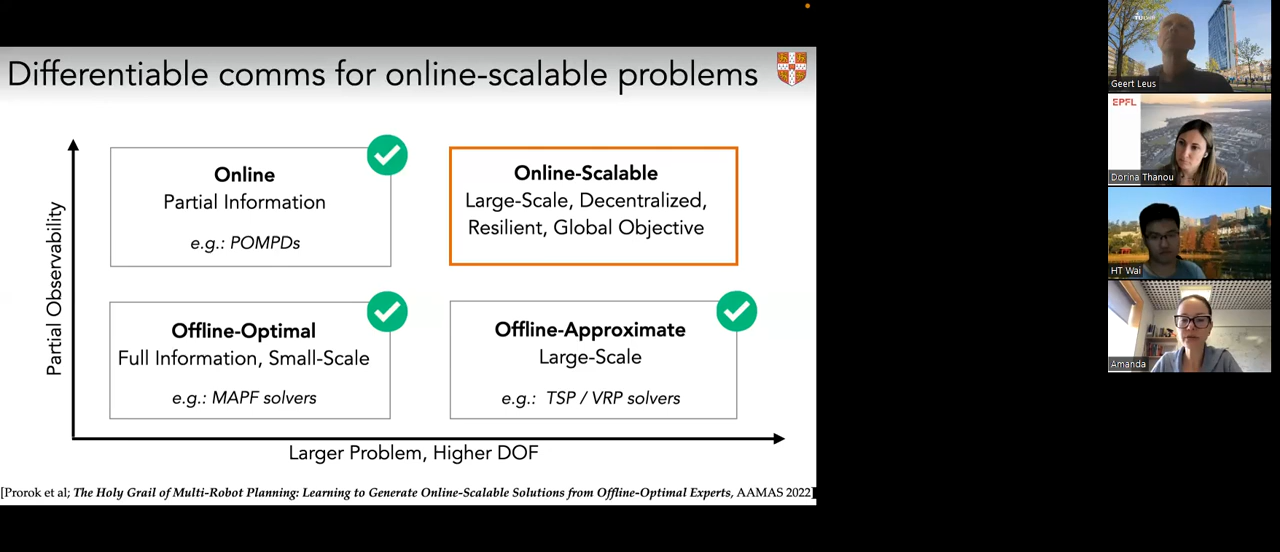 Differentiable comms for online-scalable problems
Partial Observability
Online
Partial Information
e.g.: POMPDs
Online-Scalable
Large-Scale, Decentralized,
Resilient, Global Objective
Offline-Optimal
Full Information, Small-Scale
e.g.: MAPF solvers
Offline-Approximate
Large-Scale
e.g.: TSP / VRP solvers
Larger Problem, Higher DOF
[Prorok et al; The Holy Grail of Multi-Robot Planning: Learning to Generate Online-Scalable Solutions from Offline-Optimal Experts, AAMAS 2022]
Geert Leus
EPFL
Dorina Thanou
HT Wai
Amanda